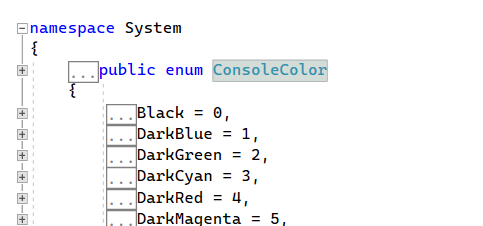 namespace System
{
...public enum ConsoleColor
{
...Black = 0,
...DarkBlue = 1,
...DarkGreen = 2,
...DarkCyan = 3,
...DarkRed = 4,
...DarkMagenta = 5,